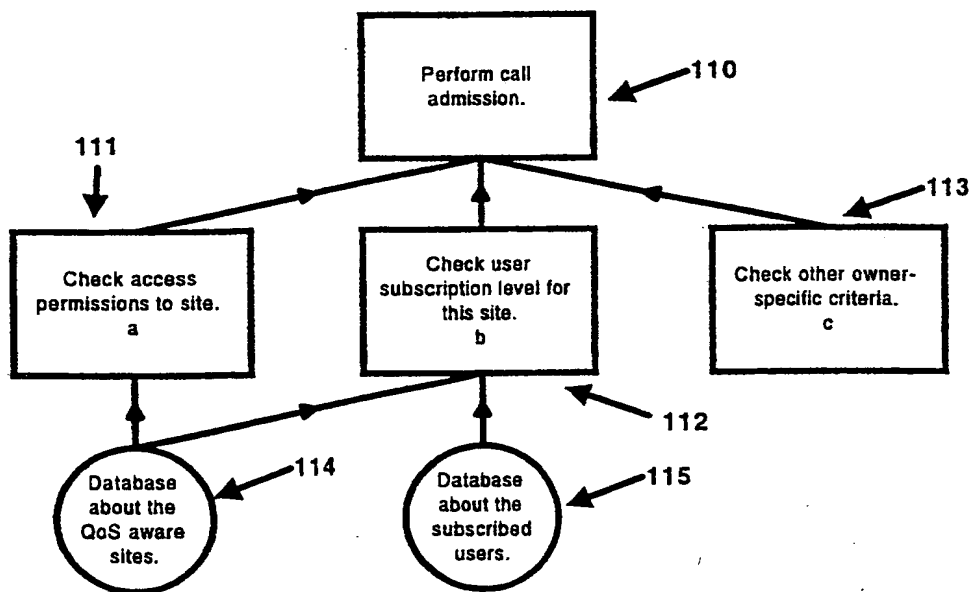 Perform call
admission.
110
111
113
Check access
permissions to site.
a
Check user
subscription level for
this site.
b
Check other owner-
specific criteria.
c
112
114
115
Database
about the
QoS aware
sites.
Database
about the
subscribed
users.